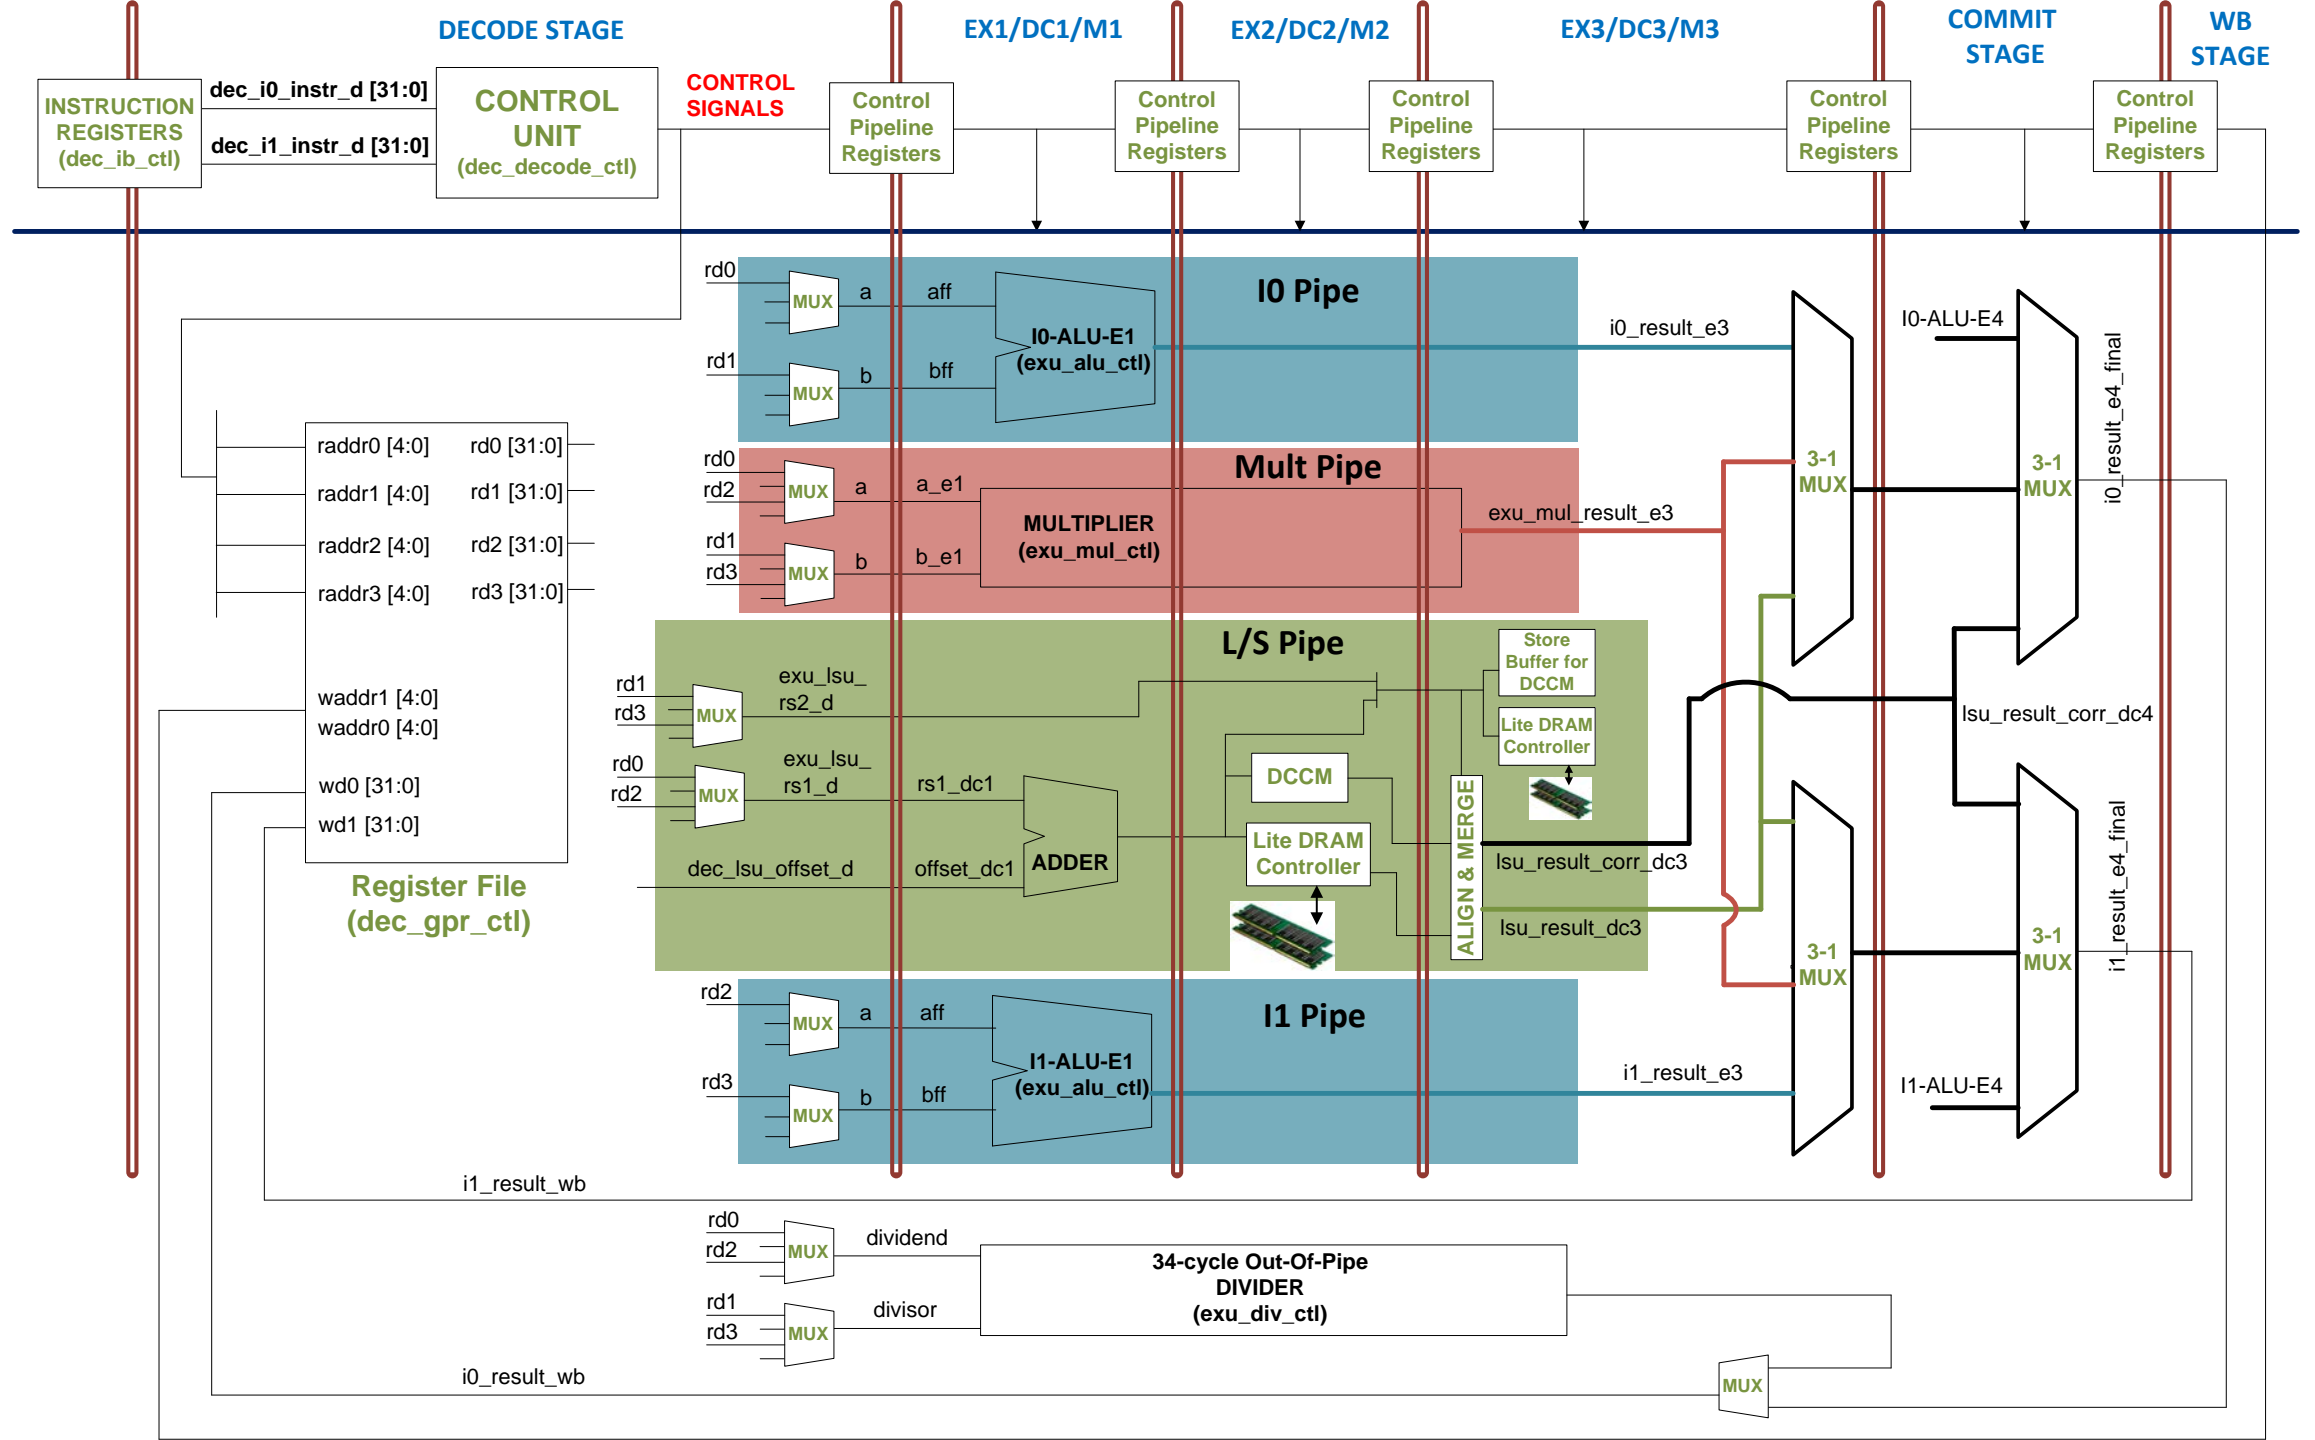 DECODE STAGE
EX1/DC1/M1
EX2/DC2/M2
EX3/DC3/M3
COMMIT
STAGE
WB
STAGE
INSTRUCTION
REGISTERS
(dec_ib_ctl)
dec_i0_instr_d [31:0]
dec_i1_instr_d [31:0]
CONTROL
UNIT
(dec_decode_ctl)
CONTROL
SIGNALS
Control
Pipeline
Registers
Control
Pipeline
Registers
Control
Pipeline
Registers
Control
Pipeline
Registers
Control
Pipeline
Registers
I0 Pipe
rd0
MUX
a
aff
rd1
MUX
b
bff
I0-ALU-E1
(exu_alu_ctl)
i0_result_e3
Mult Pipe
rd0
rd2
MUX
a
a_e1
rd1
rd3
MUX
b
b_e1
MULTIPLIER
(exu_mul_ctl)
exu_mul_result_e3
L/S Pipe
rd1
rd3
MUX
exu_lsu_
rs2_d
rd0
rd2
MUX
exu_lsu_
rs1_d
rs1_dc1
dec_lsu_offset_d
offset_dc1
ADDER
DCCM
Lite DRAM
Controller
ALIGN & MERGE
Store
Buffer for
DCCM
Lite DRAM
Controller
lsu_result_corr_dc3
lsu_result_dc3
I1 Pipe
rd2
MUX
a
aff
rd3
MUX
b
bff
I1-ALU-E1
(exu_alu_ctl)
i1_result_e3
3-1
MUX
3-1
MUX
I0-ALU-E4
3-1
MUX
i0_result_e4_final
lsu_result_corr_dc4
3-1
MUX
I1-ALU-E4
i1_result_e4_final
raddr0 [4:0]
rd0 [31:0]
raddr1 [4:0]
rd1 [31:0]
raddr2 [4:0]
rd2 [31:0]
raddr3 [4:0]
rd3 [31:0]
waddr1 [4:0]
waddr0 [4:0]
wd0 [31:0]
wd1 [31:0]
Register File
(dec_gpr_ctl)
i1_result_wb
rd0
rd2
MUX
dividend
rd1
rd3
MUX
divisor
34-cycle Out-Of-Pipe
DIVIDER
(exu_div_ctl)
i0_result_wb
MUX